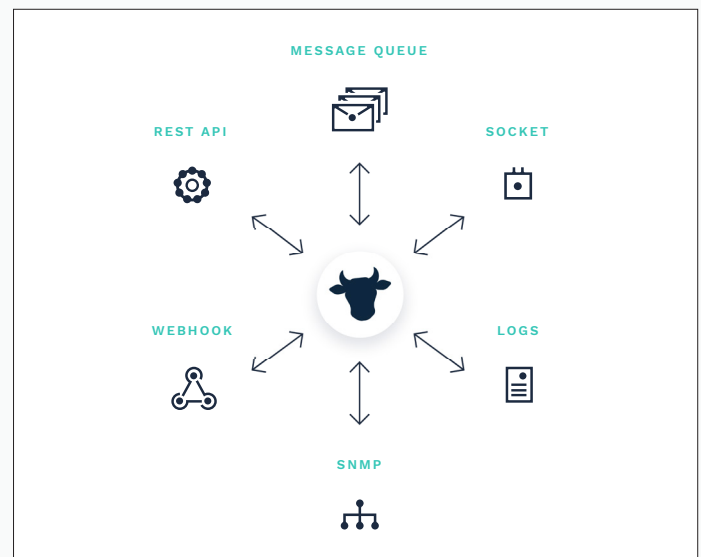 MESSAGE QUEUE
REST API
SOCKET
WEBHOOK
LOGS
SNMP